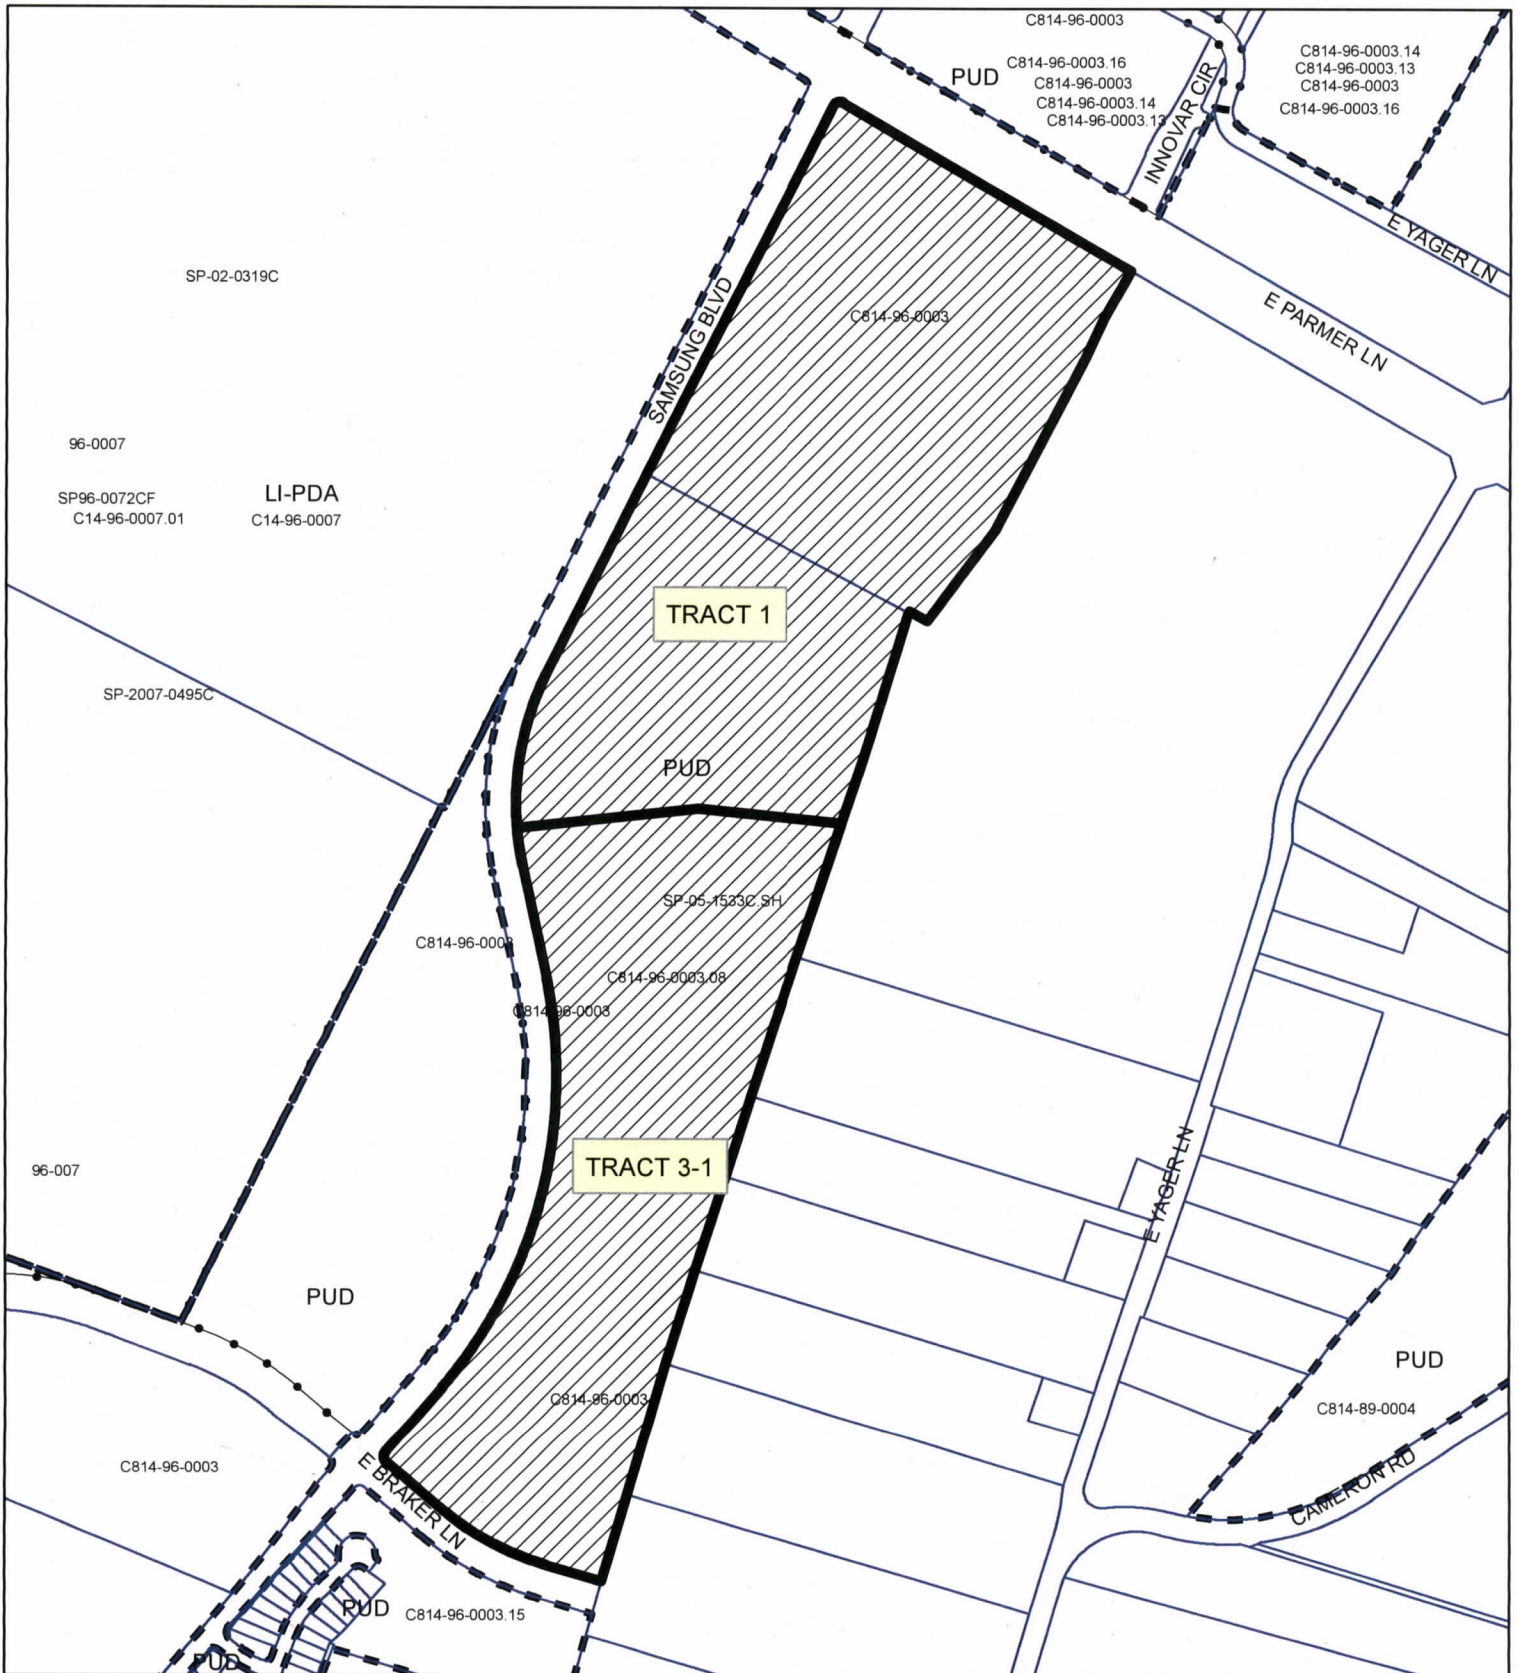 C814-96-0003
PUD
C814-96-0003.16
C814-96-0003
C814-96-0003.14
C814-96-0003.13
INNOVAR CIR
C814-96-0003.14
C814-96-0003.13
C814-96-0003
C814-96-0003.16
E YAGER LN
E PARMER LN
SP-02-0319C
SAMSUNG BLVD
C814-96-0003
96-0007
SP96-0072CF
C14-96-0007.01
LI-PDA
C14-96-0007
TRACT 1
SP-2007-0495C
PUD
SP-05-1533C.SH
C814-96-0003
C814-96-0003.08
C814-96-0003
96-007
TRACT 3-1
E YAGER LN
PUD
PUD
C814-89-0004
C814-96-0003
C814-96-0003
E BRAKER LN
CAMERON RD
PUD
C814-96-0003.15
PUD